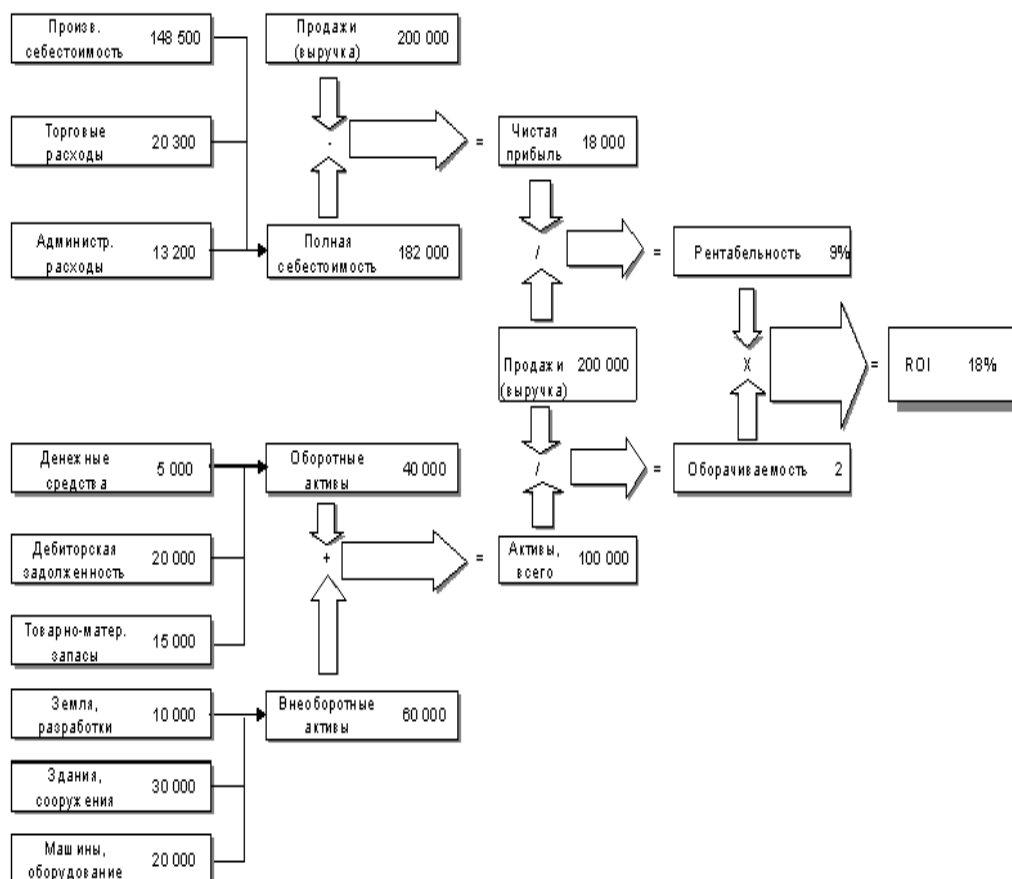 Произв.
себестоимость 148 500
Продажи
(выручка) 200 000
Торговые
расходы 20 300
-
=
Чистая
прибыль 18 000
Администр.
расходы 13 200
Полная
себестоимость 182 000
/
=
Рентабельность 9%
Продажи
(выручка) 200 000
X
=
ROI 18%
Денежные
средства 5 000
Оборотные
активы 40 000
/
=
Оборачиваемость 2
Дебиторская
задолженность 20 000
+
=
Активы,
всего 100 000
Товарно-матер.
запасы 15 000
Земля,
разработки 10 000
Внеоборотные
активы 60 000
Здания,
сооружения 30 000
Машины,
оборудование 20 000